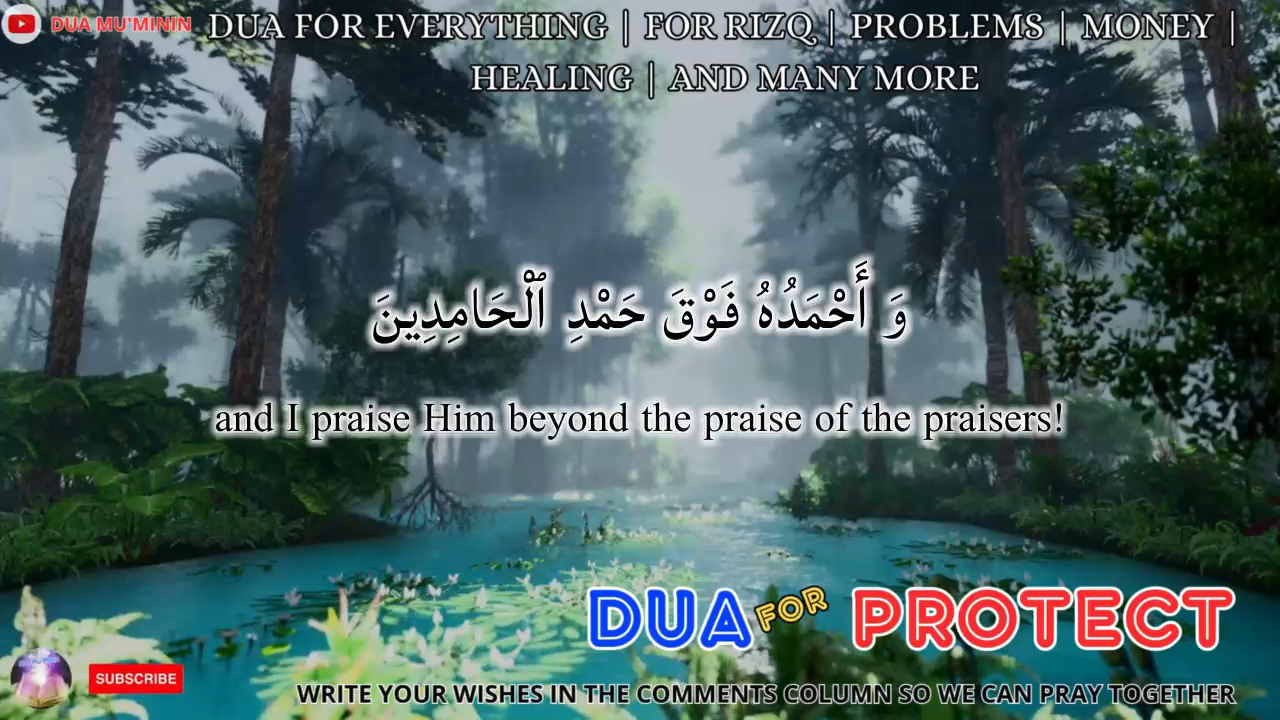 DUA MU'MININ
DUA FOR EVERYTHING | FOR RIZQ | PROBLEMS | MONEY |
HEALING | AND MANY MORE
وَ أَحْمَدُهُ فَوْقَ حَمْدِ ٱلْحَامِدِينَ
and I praise Him beyond the praise of the praisers!
DUA FOR PROTECT
SUBSCRIBE
WRITE YOUR WISHES IN THE COMMENTS COLUMN SO WE CAN PRAY TOGETHER